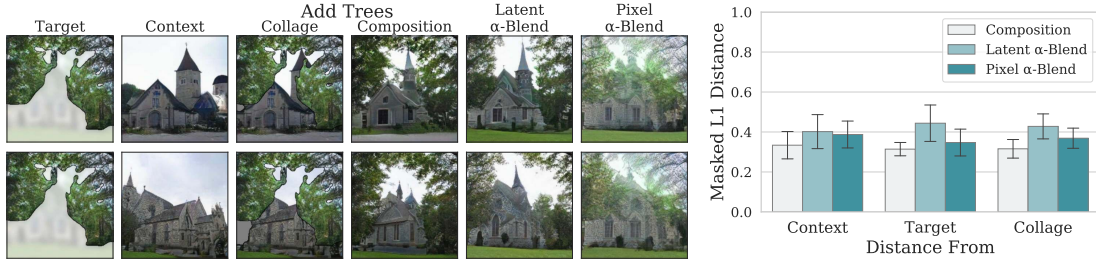 Add Trees
Target
Context
Collage
Composition
Latent
α-Blend
Pixel
α-Blend
Masked L1 Distance
1.0
0.8
0.6
0.4
0.2
0.0
Composition
Latent α-Blend
Pixel α-Blend
Context
Target
Collage
Distance From